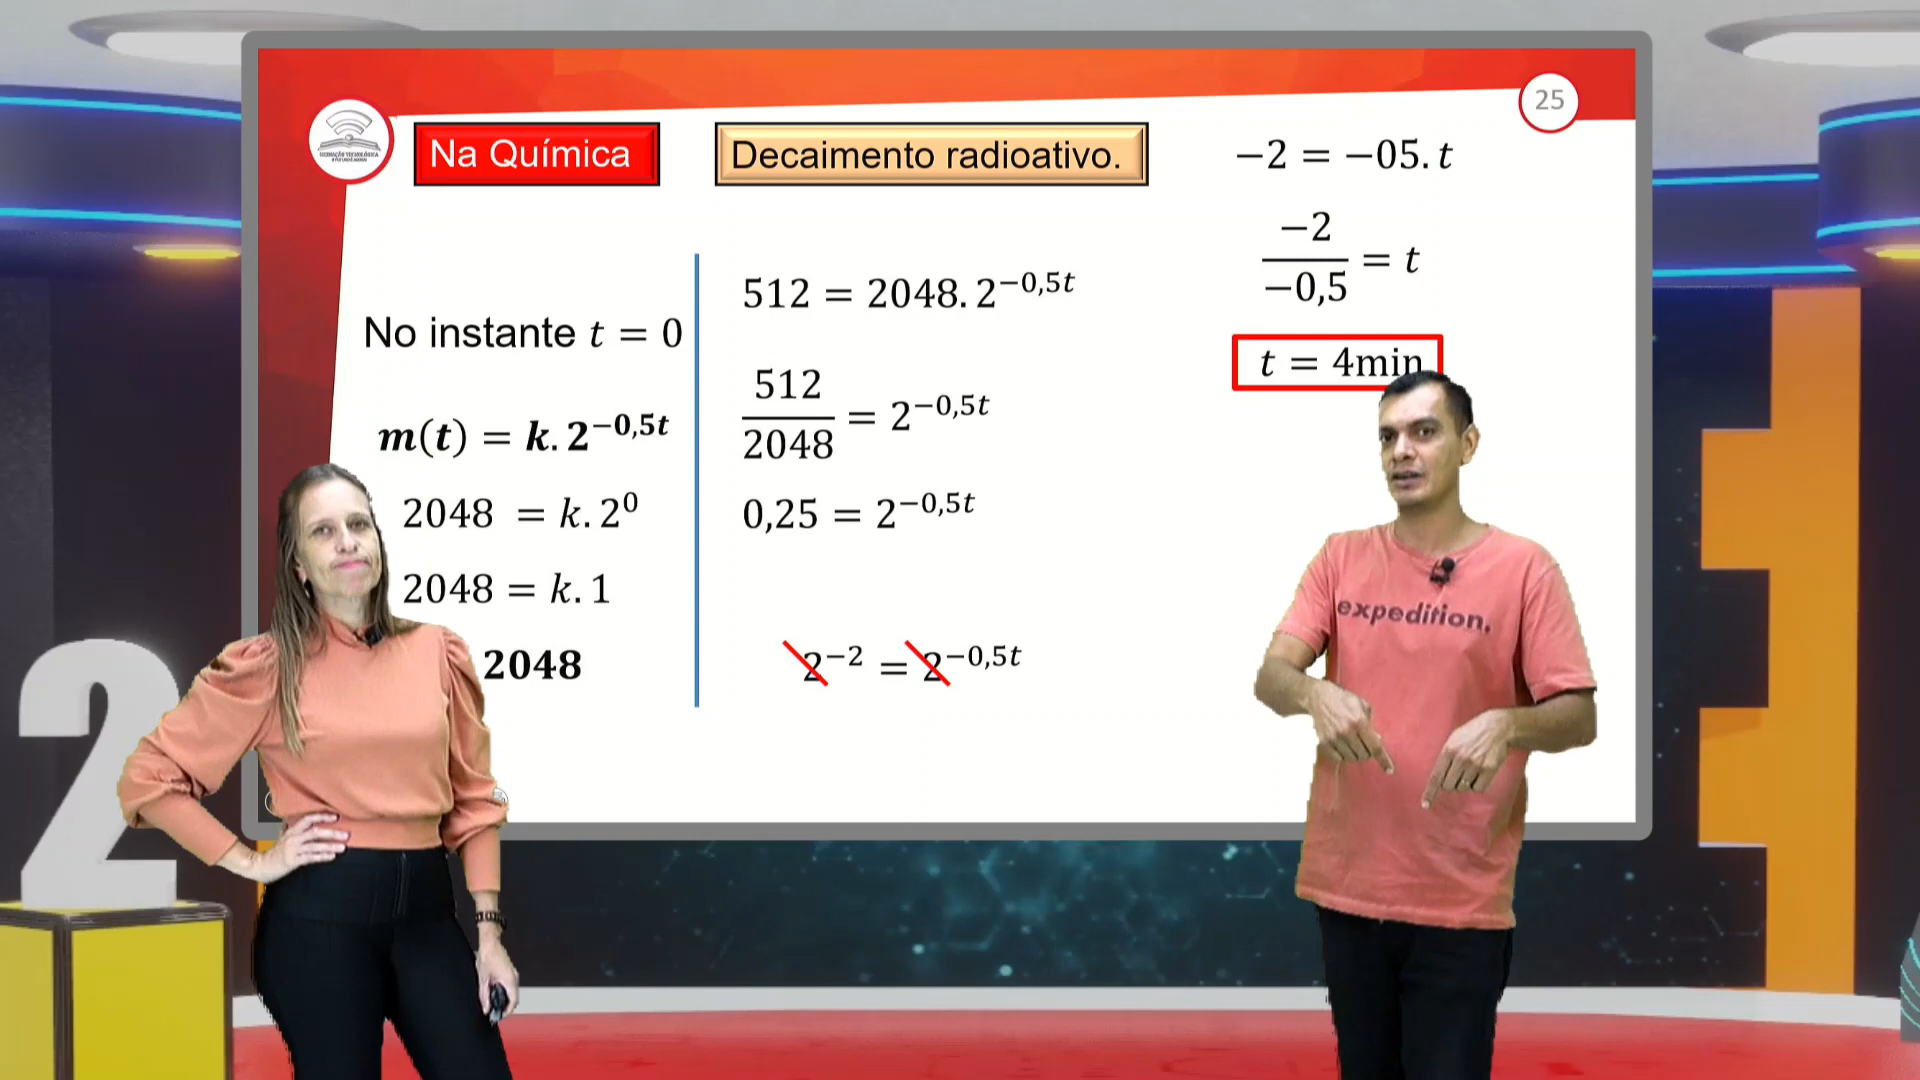 25
Na Química
Decaimento radioativo.
No instante t = 0
m(t) = k. 2^{−0,5t}
2048 = k. 2^0
2048 = k. 1
2048
512 = 2048. 2^{−0,5t}
512/2048 = 2^{−0,5t}
0,25 = 2^{−0,5t}
2^{−2} = 2^{−0,5t}
−2 = −05. t
−2/−0,5 = t
t = 4min
expedition.
2